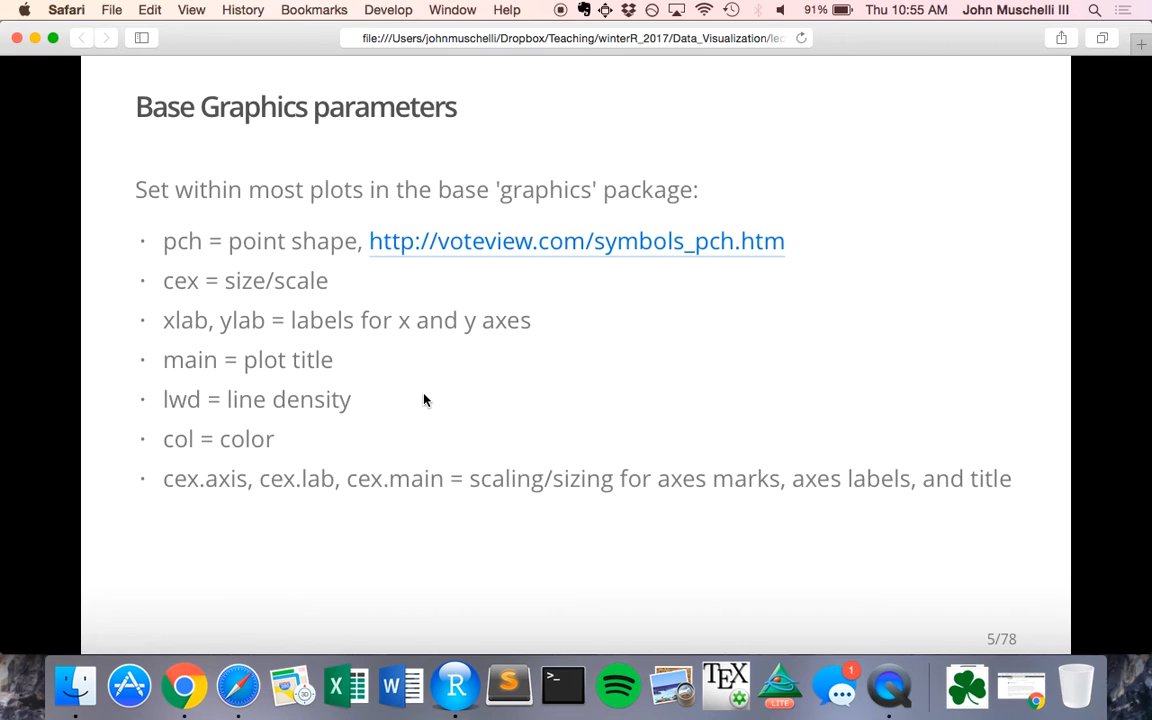 Safari File Edit View History Bookmarks Develop Window Help 91% Thu 10:55 AM John Muschelli III
file:///Users/johnmuschelli/Dropbox/Teaching/winterR_2017/Data_Visualization/lec
Base Graphics parameters
Set within most plots in the base 'graphics' package:
· pch = point shape, http://voteview.com/symbols_pch.htm
· cex = size/scale
· xlab, ylab = labels for x and y axes
· main = plot title
· lwd = line density
· col = color
· cex.axis, cex.lab, cex.main = scaling/sizing for axes marks, axes labels, and title
5/78
X W R S >_ TEX LITE 1